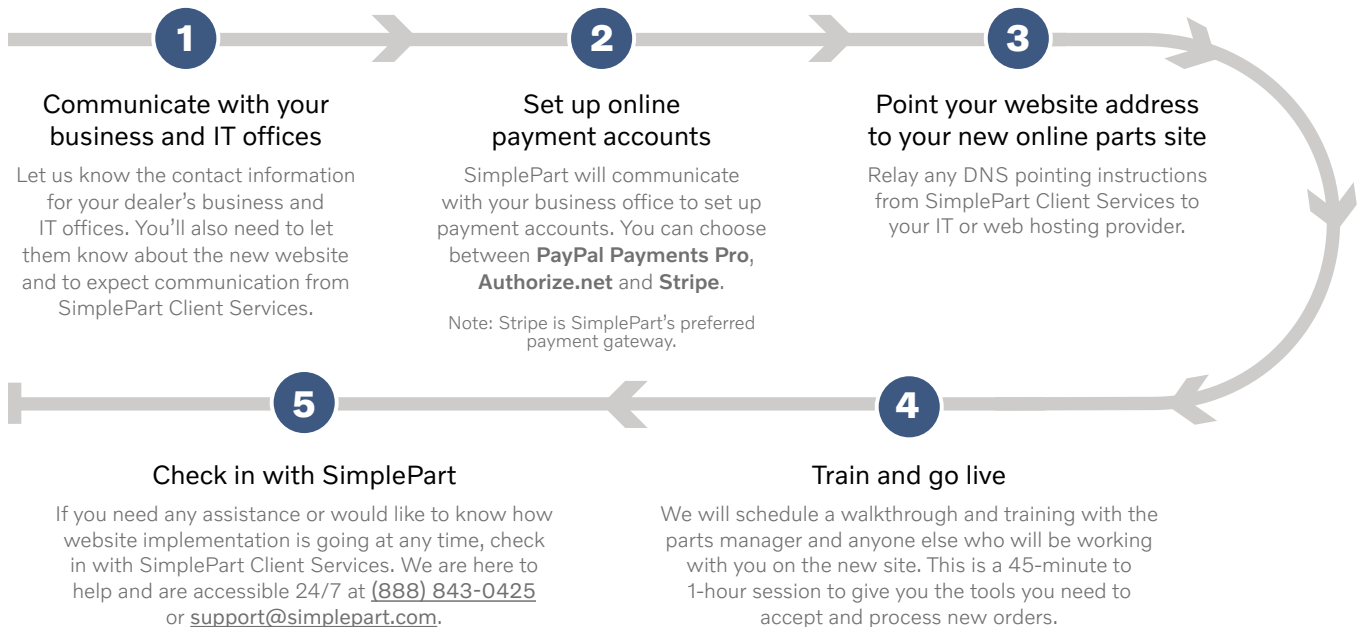 1
Communicate with your
business and IT offices
Let us know the contact information
for your dealer’s business and
IT offices. You’ll also need to let
them know about the new website
and to expect communication from
SimplePart Client Services.
2
Set up online
payment accounts
SimplePart will communicate
with your business office to set up
payment accounts. You can choose
between PayPal Payments Pro,
Authorize.net and Stripe.
Note: Stripe is SimplePart’s preferred
payment gateway.
3
Point your website address
to your new online parts site
Relay any DNS pointing instructions
from SimplePart Client Services to
your IT or web hosting provider.
4
Train and go live
We will schedule a walkthrough and training with the
parts manager and anyone else who will be working
with you on the new site. This is a 45-minute to
1-hour session to give you the tools you need to
accept and process new orders.
5
Check in with SimplePart
If you need any assistance or would like to know how
website implementation is going at any time, check
in with SimplePart Client Services. We are here to
help and are accessible 24/7 at (888) 843-0425
or support@simplepart.com.